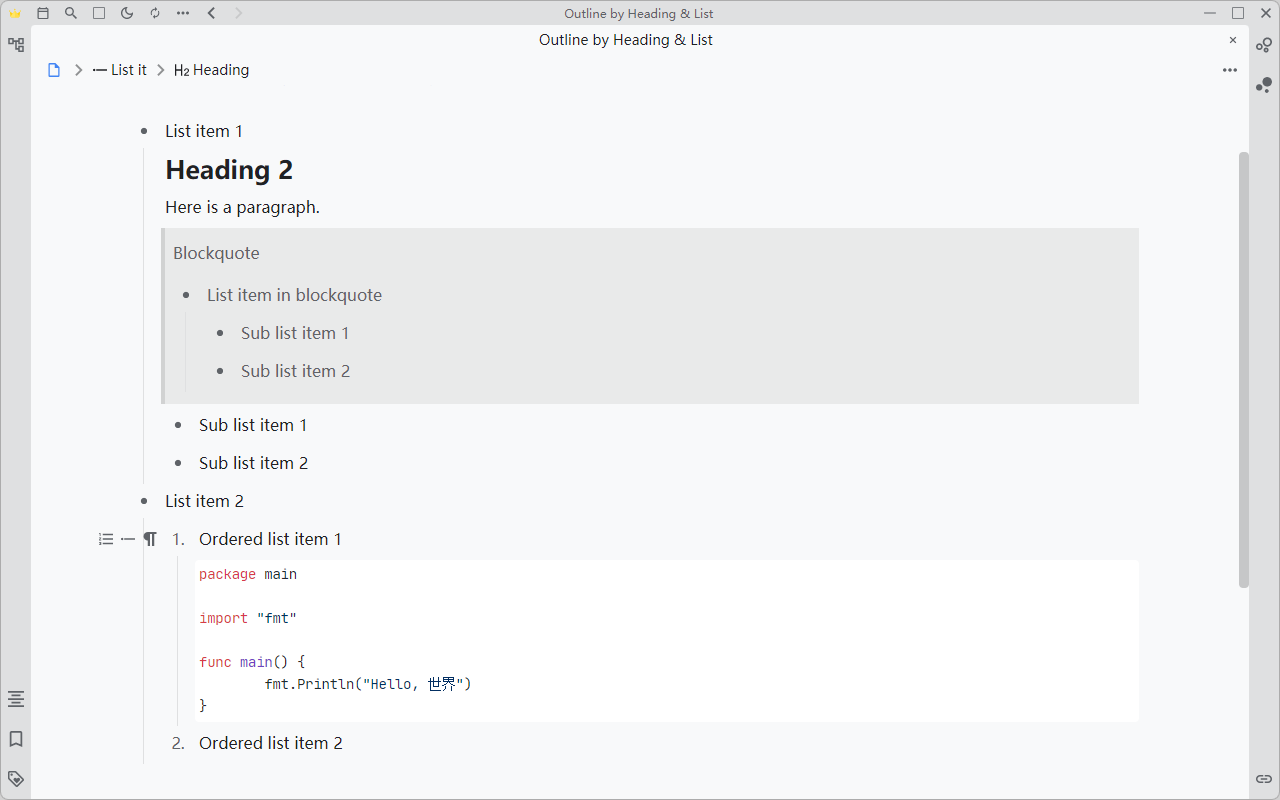 Outline by Heading & List
Outline by Heading & List
List it
H2 Heading
List item 1
Heading 2
Here is a paragraph.
Blockquote
List item in blockquote
Sub list item 1
Sub list item 2
Sub list item 1
Sub list item 2
List item 2
1. Ordered list item 1
package main
import "fmt"
func main() {
fmt.Println("Hello, 世界")
}
2. Ordered list item 2